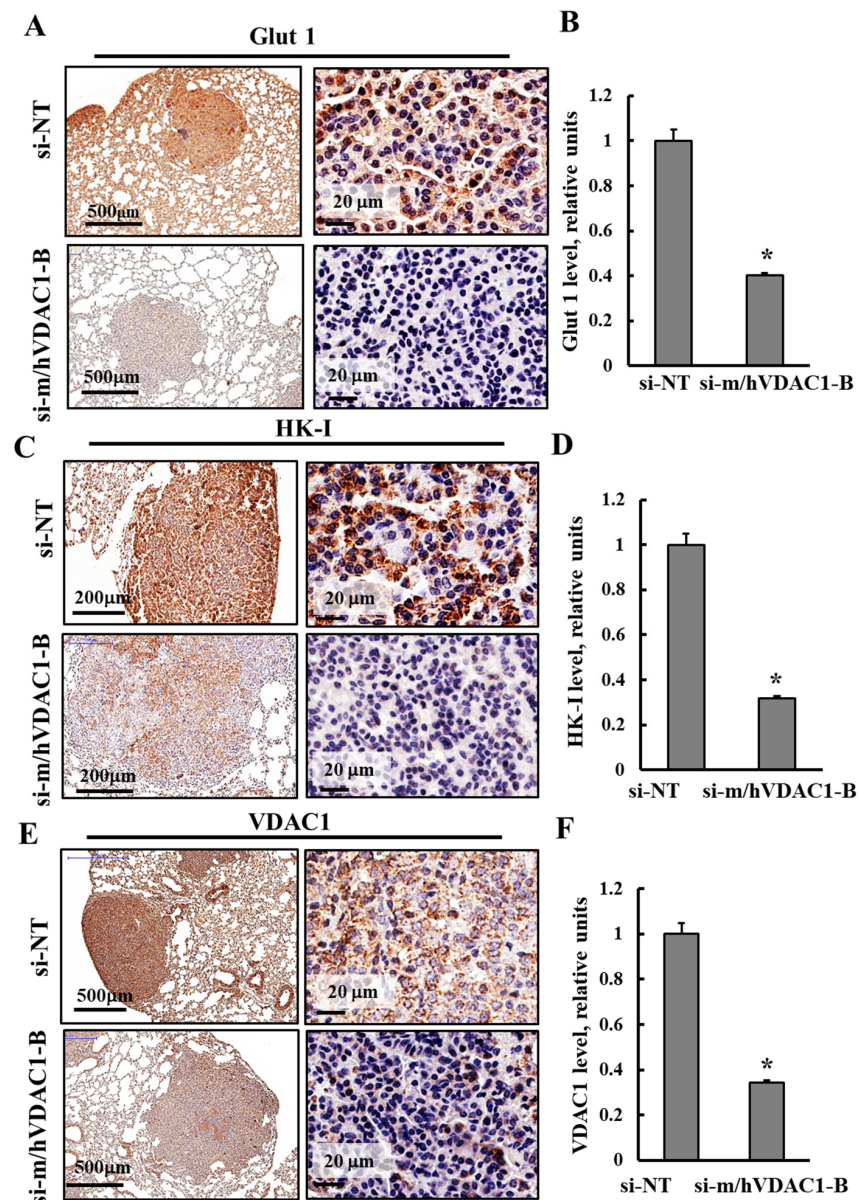 A
Glut 1
si-NT
500μm
20 μm
si-m/hVDAC1-B
500μm
20 μm
B
Glut 1 level, relative units
1.2
1
0.8
0.6
0.4
0.2
0
*
si-NT si-m/hVDAC1-B
C
HK-I
si-NT
200μm
20 μm
si-m/hVDAC1-B
200μm
20 μm
D
HK-I level, relative units
1.2
1
0.8
0.6
0.4
0.2
0
*
si-NT si-m/hVDAC1-B
E
VDAC1
si-NT
500μm
20 μm
si-m/hVDAC1-B
500μm
20 μm
F
VDAC1 level, relative units
1.2
1
0.8
0.6
0.4
0.2
0
*
si-NT si-m/hVDAC1-B